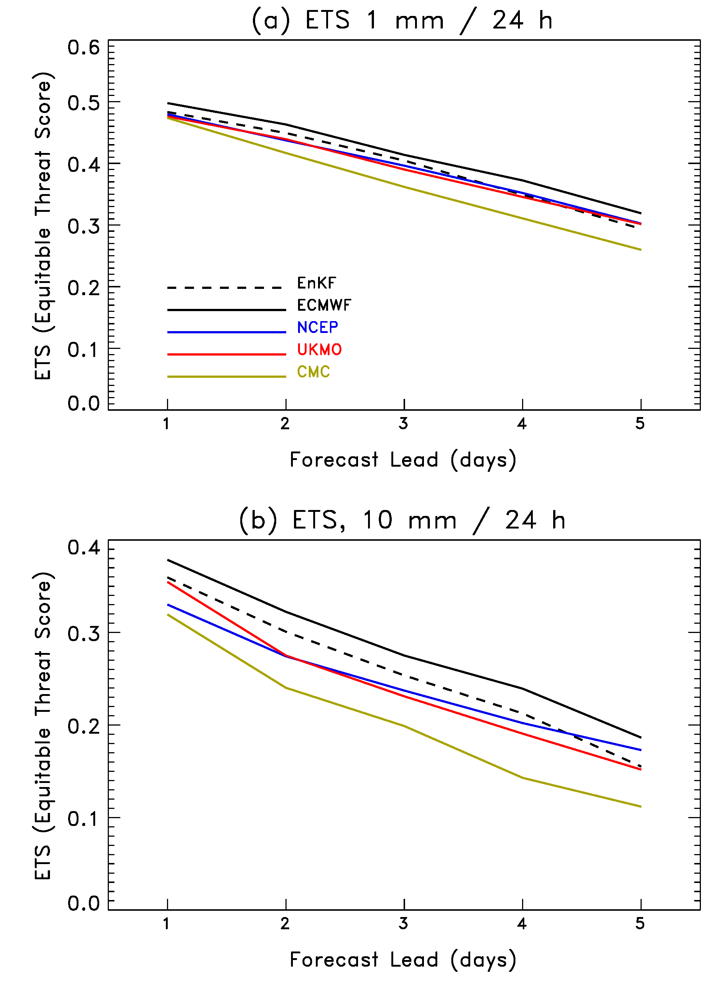 (a) ETS 1 mm / 24 h
0.6
0.5
0.4
0.3
0.2
0.1
0.0
ETS (Equitable Threat Score)
EnKF
ECMWF
NCEP
UKMO
CMC
1 2 3 4 5
Forecast Lead (days)
(b) ETS, 10 mm / 24 h
0.4
0.3
0.2
0.1
0.0
ETS (Equitable Threat Score)
1 2 3 4 5
Forecast Lead (days)